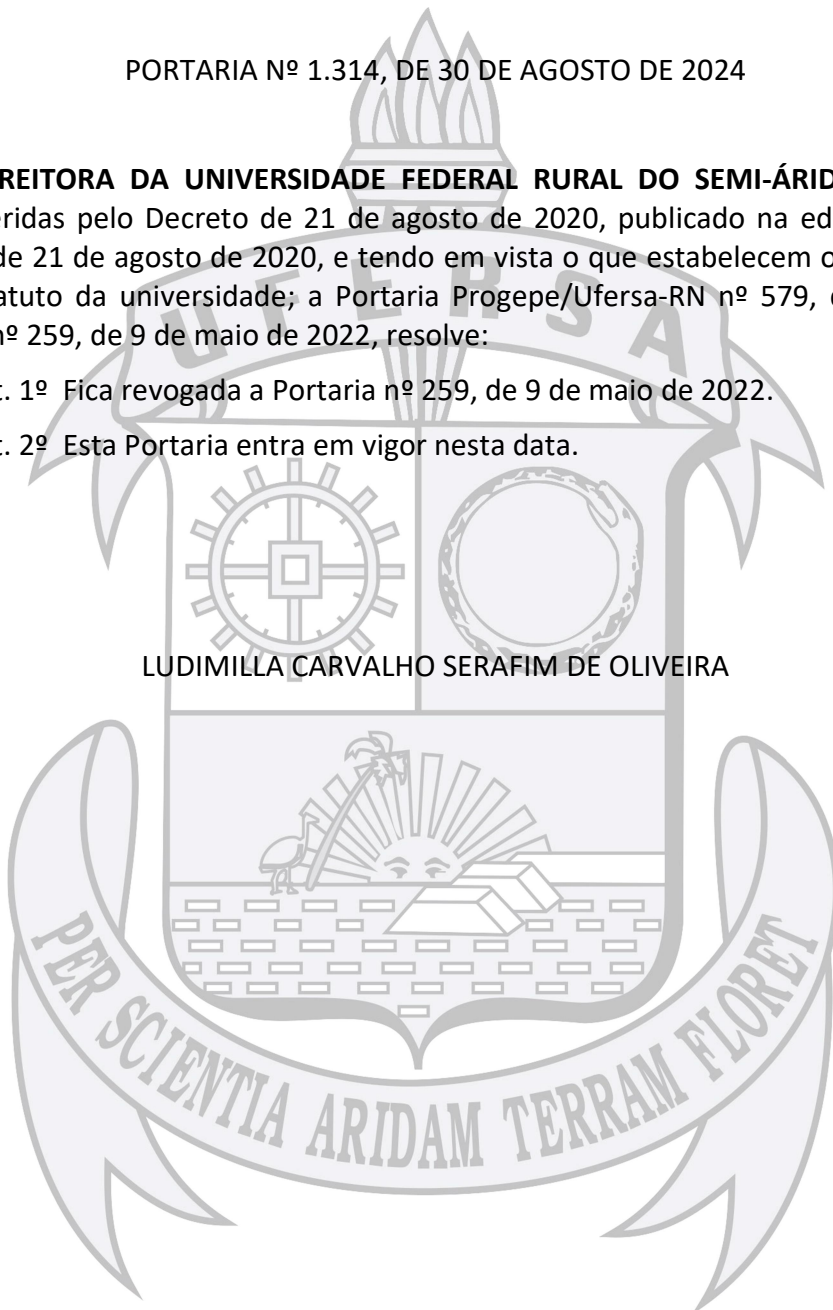 PORTARIA Nº 1.314, DE 30 DE AGOSTO DE 2024
REITORA DA UNIVERSIDADE FEDERAL RURAL DO SEMI-ÁRID
eridas pelo Decreto de 21 de agosto de 2020, publicado na ed
de 21 de agosto de 2020, e tendo em vista o que estabelecem o
atuto da universidade; a Portaria Progepe/Ufersa-RN nº 579,
nº 259, de 9 de maio de 2022, resolve:
t. 1º Fica revogada a Portaria nº 259, de 9 de maio de 2022.
t. 2º Esta Portaria entra em vigor nesta data.
LUDIMILLA CARVALHO SERAFIM DE OLIVEIRA
UFERSA
PER SCIENTIA ARIDAM TERRAM FLORET